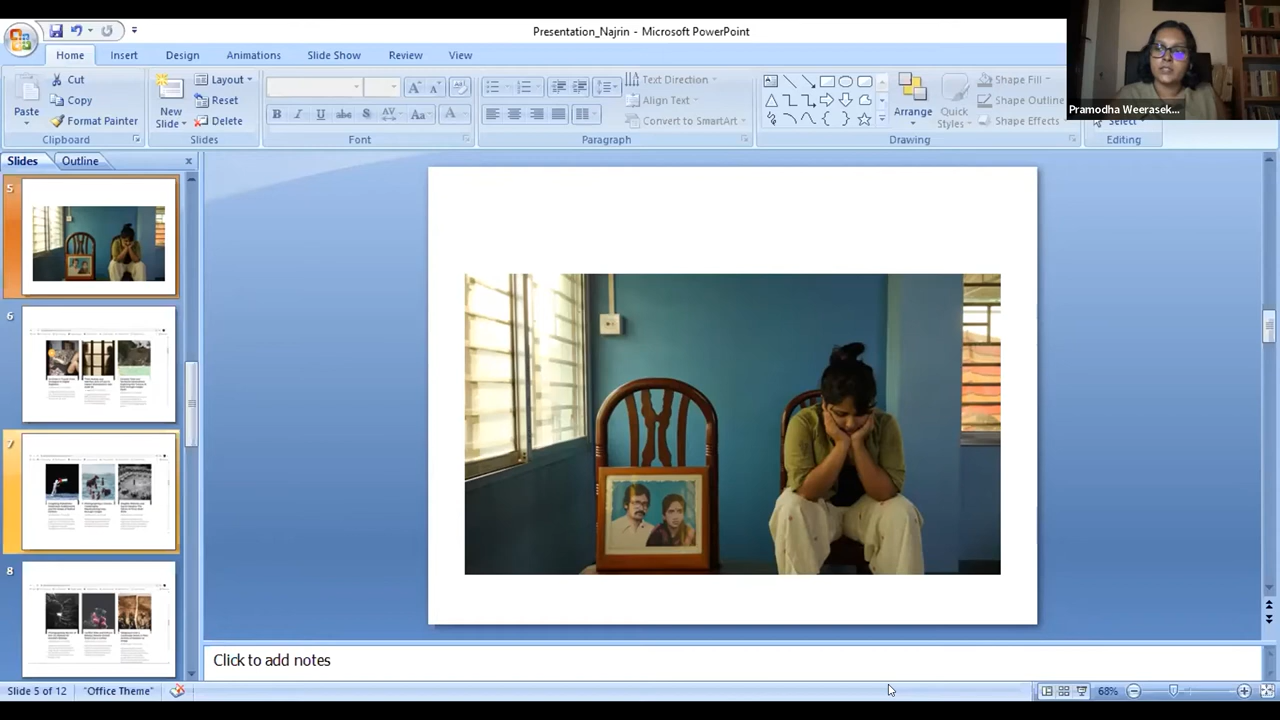 Presentation_Najrin - Microsoft PowerPoint
Home Insert Design Animations Slide Show Review View
Pramodha Weerasek...
Paste
Cut
Copy
Format Painter
Clipboard
New Slide
Layout
Reset
Delete
Slides
B I U abc S AV Aa A
Font
Text Direction
Align Text
Convert to SmartArt
Paragraph
Arrange
Quick Styles
Shape Fill
Shape Outline
Shape Effects
Drawing
Select
Editing
Slides Outline
5
6
7
8
Click to add notes
Slide 5 of 12 "Office Theme" 68%